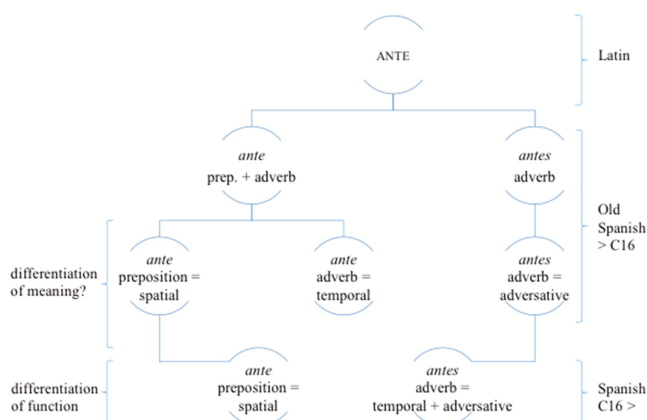 ANTE
Latin
ante
prep. + adverb
antes
adverb
Old
Spanish
> C16
differentiation
of meaning?
ante
preposition =
spatial
ante
adverb =
temporal
antes
adverb =
adversative
differentiation
of function
ante
preposition =
spatial
antes
adverb =
temporal + adversative
Spanish
C16 >